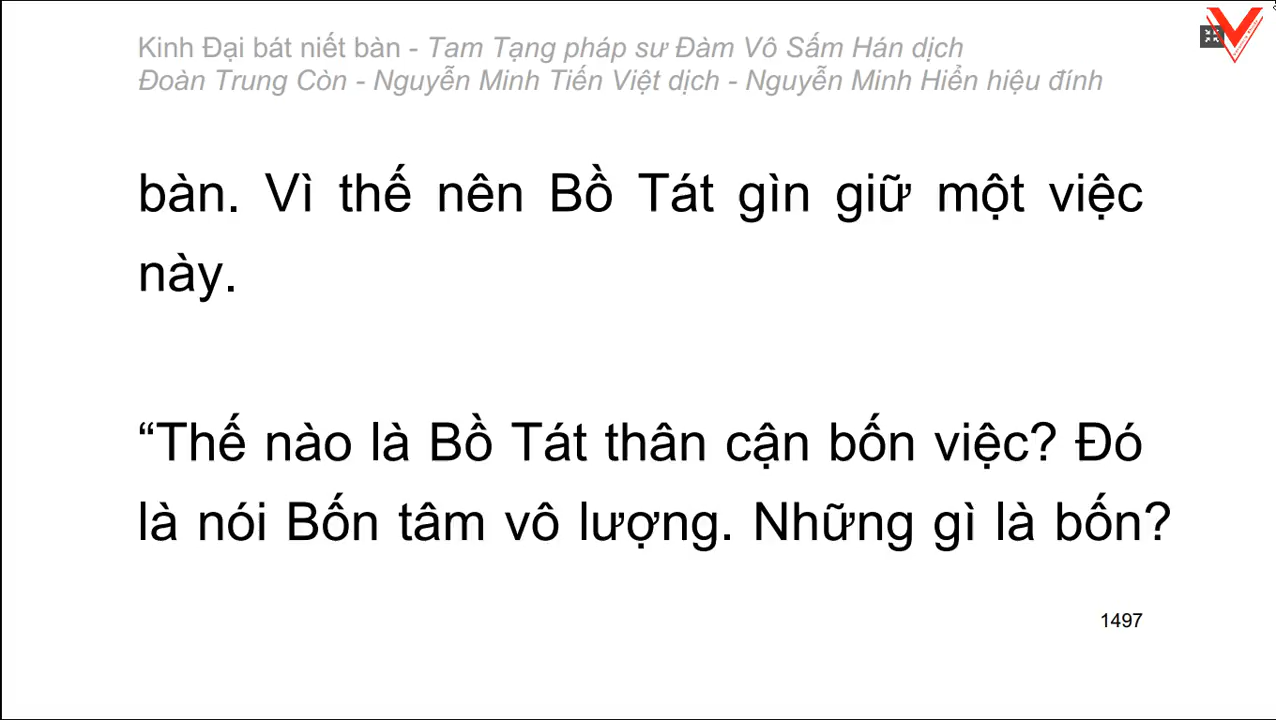 Kinh Đại bát niết bàn - Tam Tạng pháp sư Đàm Vô Sấm Hán dịch
Đoàn Trung Còn - Nguyễn Minh Tiến Việt dịch - Nguyễn Minh Hiển hiệu đính
bàn. Vì thế nên Bồ Tát gìn giữ một việc
này.
“Thế nào là Bồ Tát thân cận bốn việc? Đó
là nói Bốn tâm vô lượng. Những gì là bốn?
1497